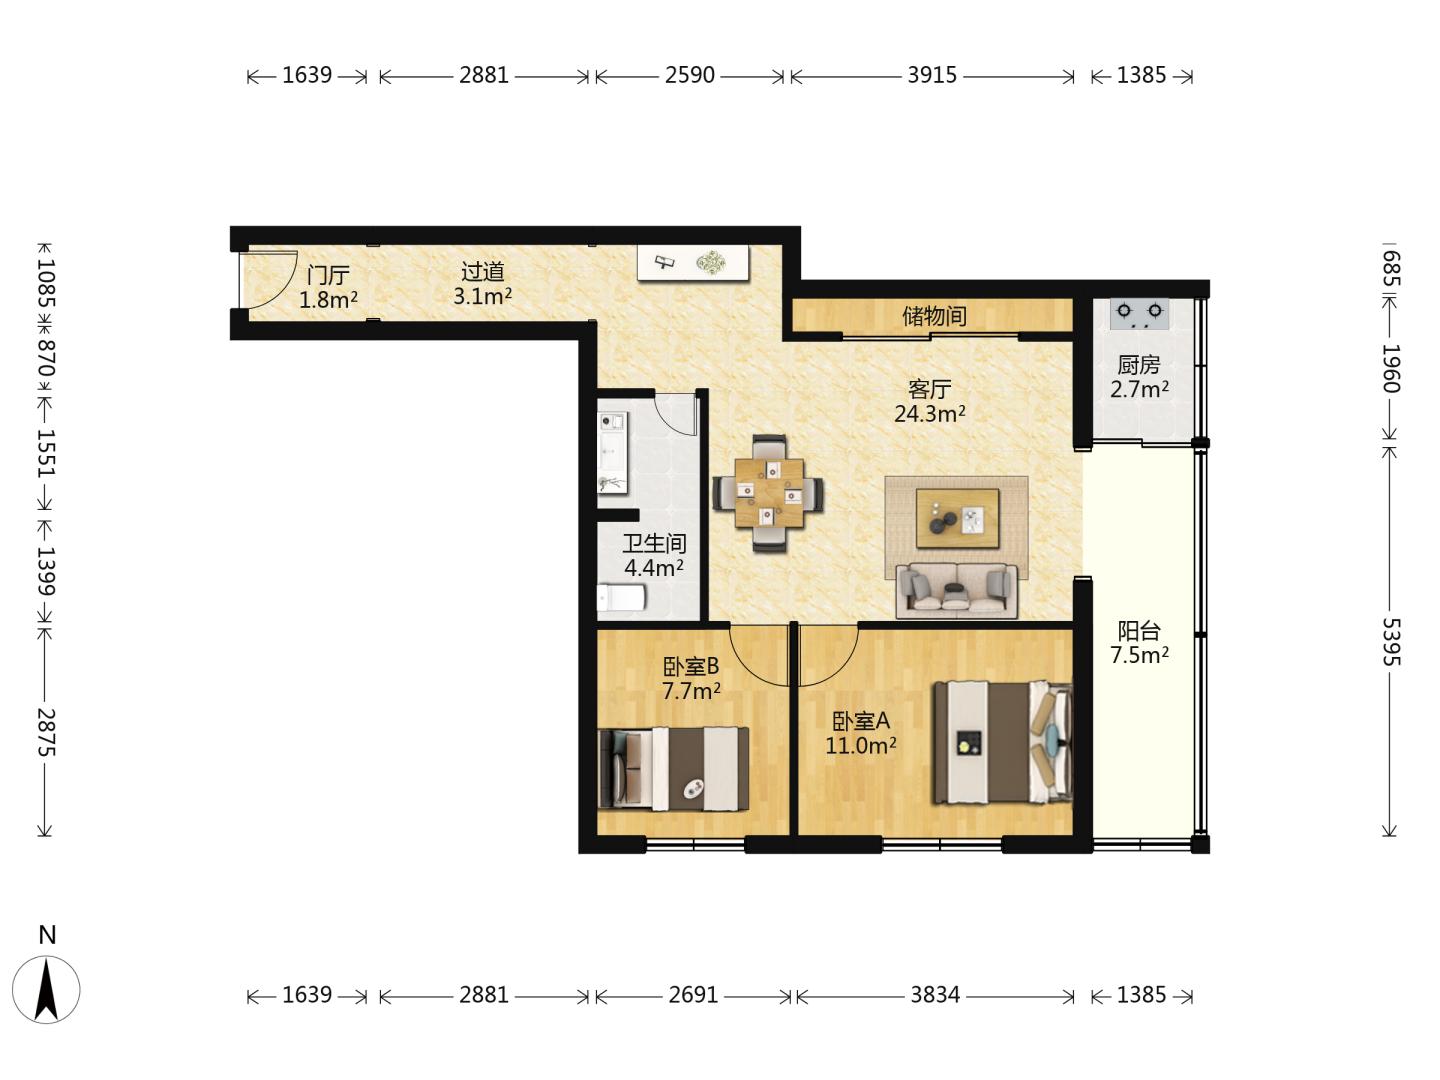 1639
2881
2590
3915
1385
1085
870
1551
1399
2875
685
1960
5395
门厅
1.8m²
过道
3.1m²
储物间
厨房
2.7m²
客厅
24.3m²
卫生间
4.4m²
阳台
7.5m²
卧室B
7.7m²
卧室A
11.0m²
N
1639
2881
2691
3834
1385